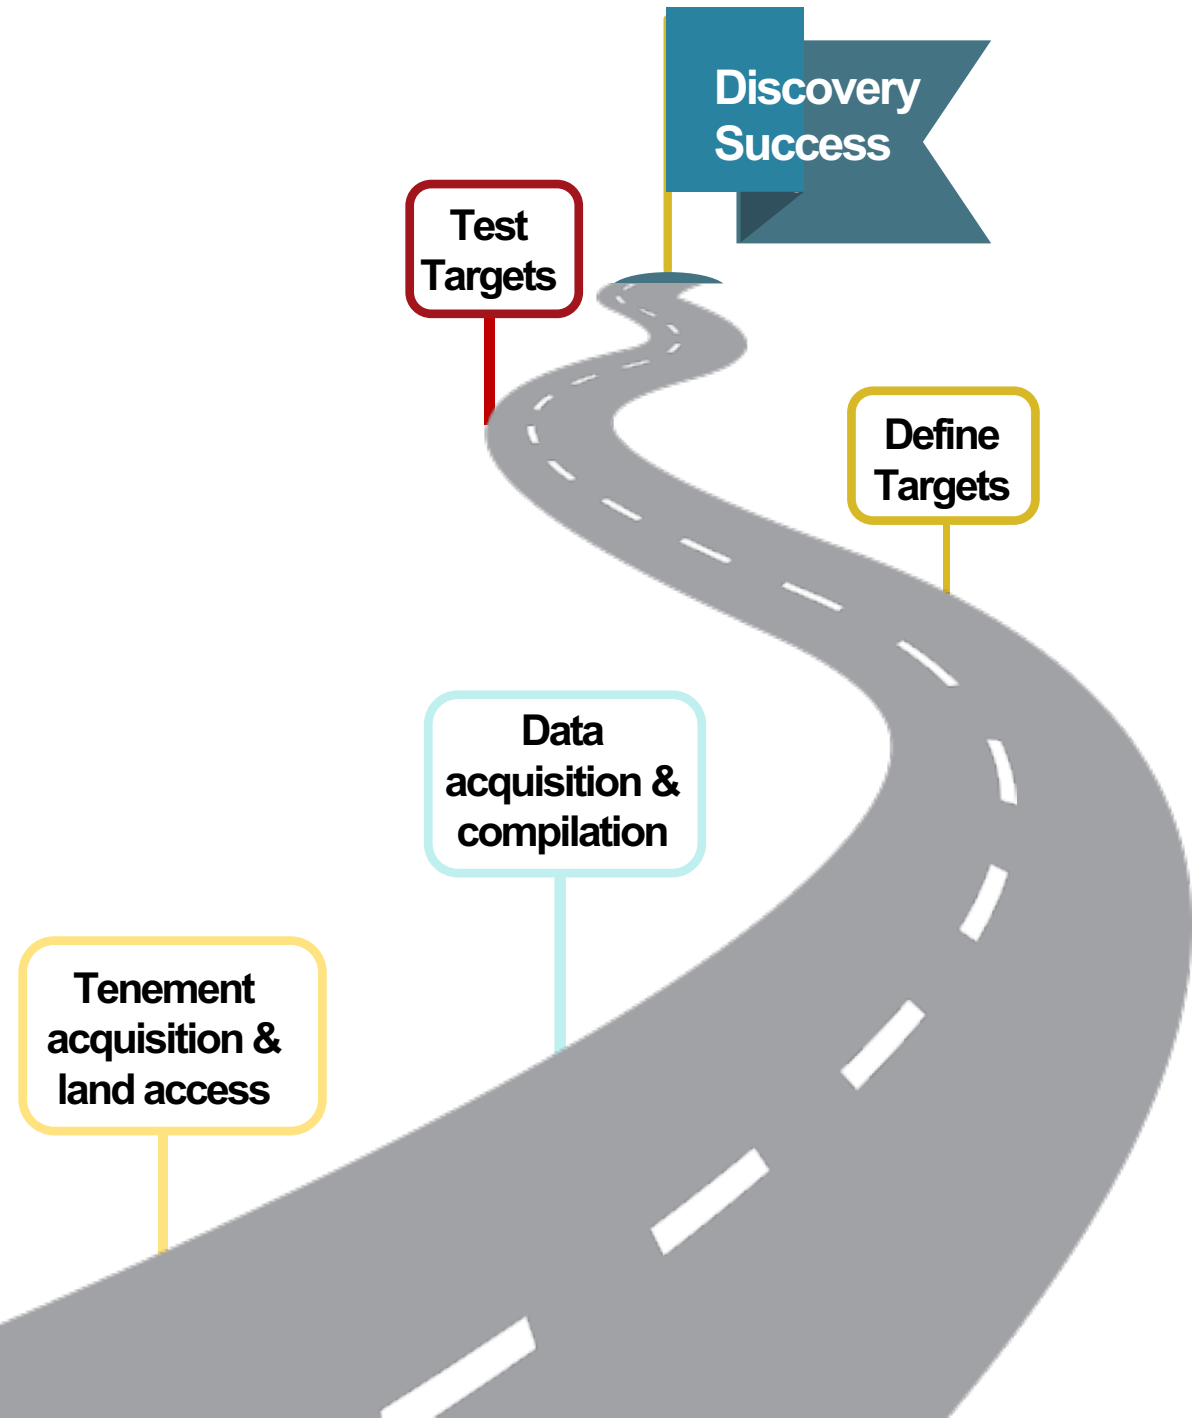 Discovery
Success
Test
Targets
Define
Targets
Data
acquisition &
compilation
Tenement
acquisition &
land access